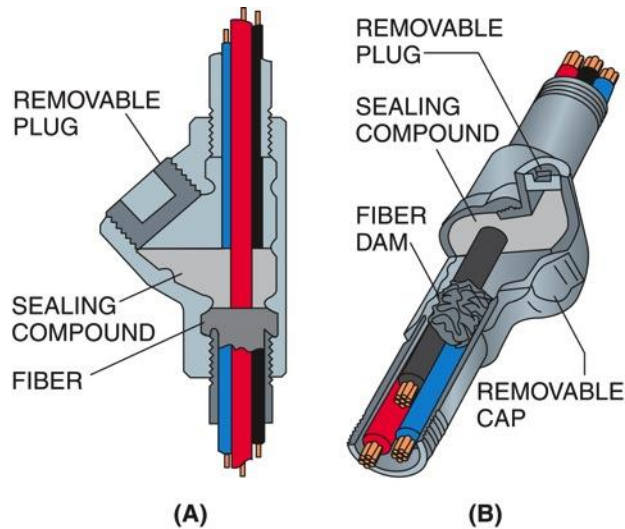 REMOVABLE
PLUG
SEALING
COMPOUND
FIBER
(A)
REMOVABLE
PLUG
SEALING
COMPOUND
FIBER
DAM
REMOVABLE
CAP
(B)